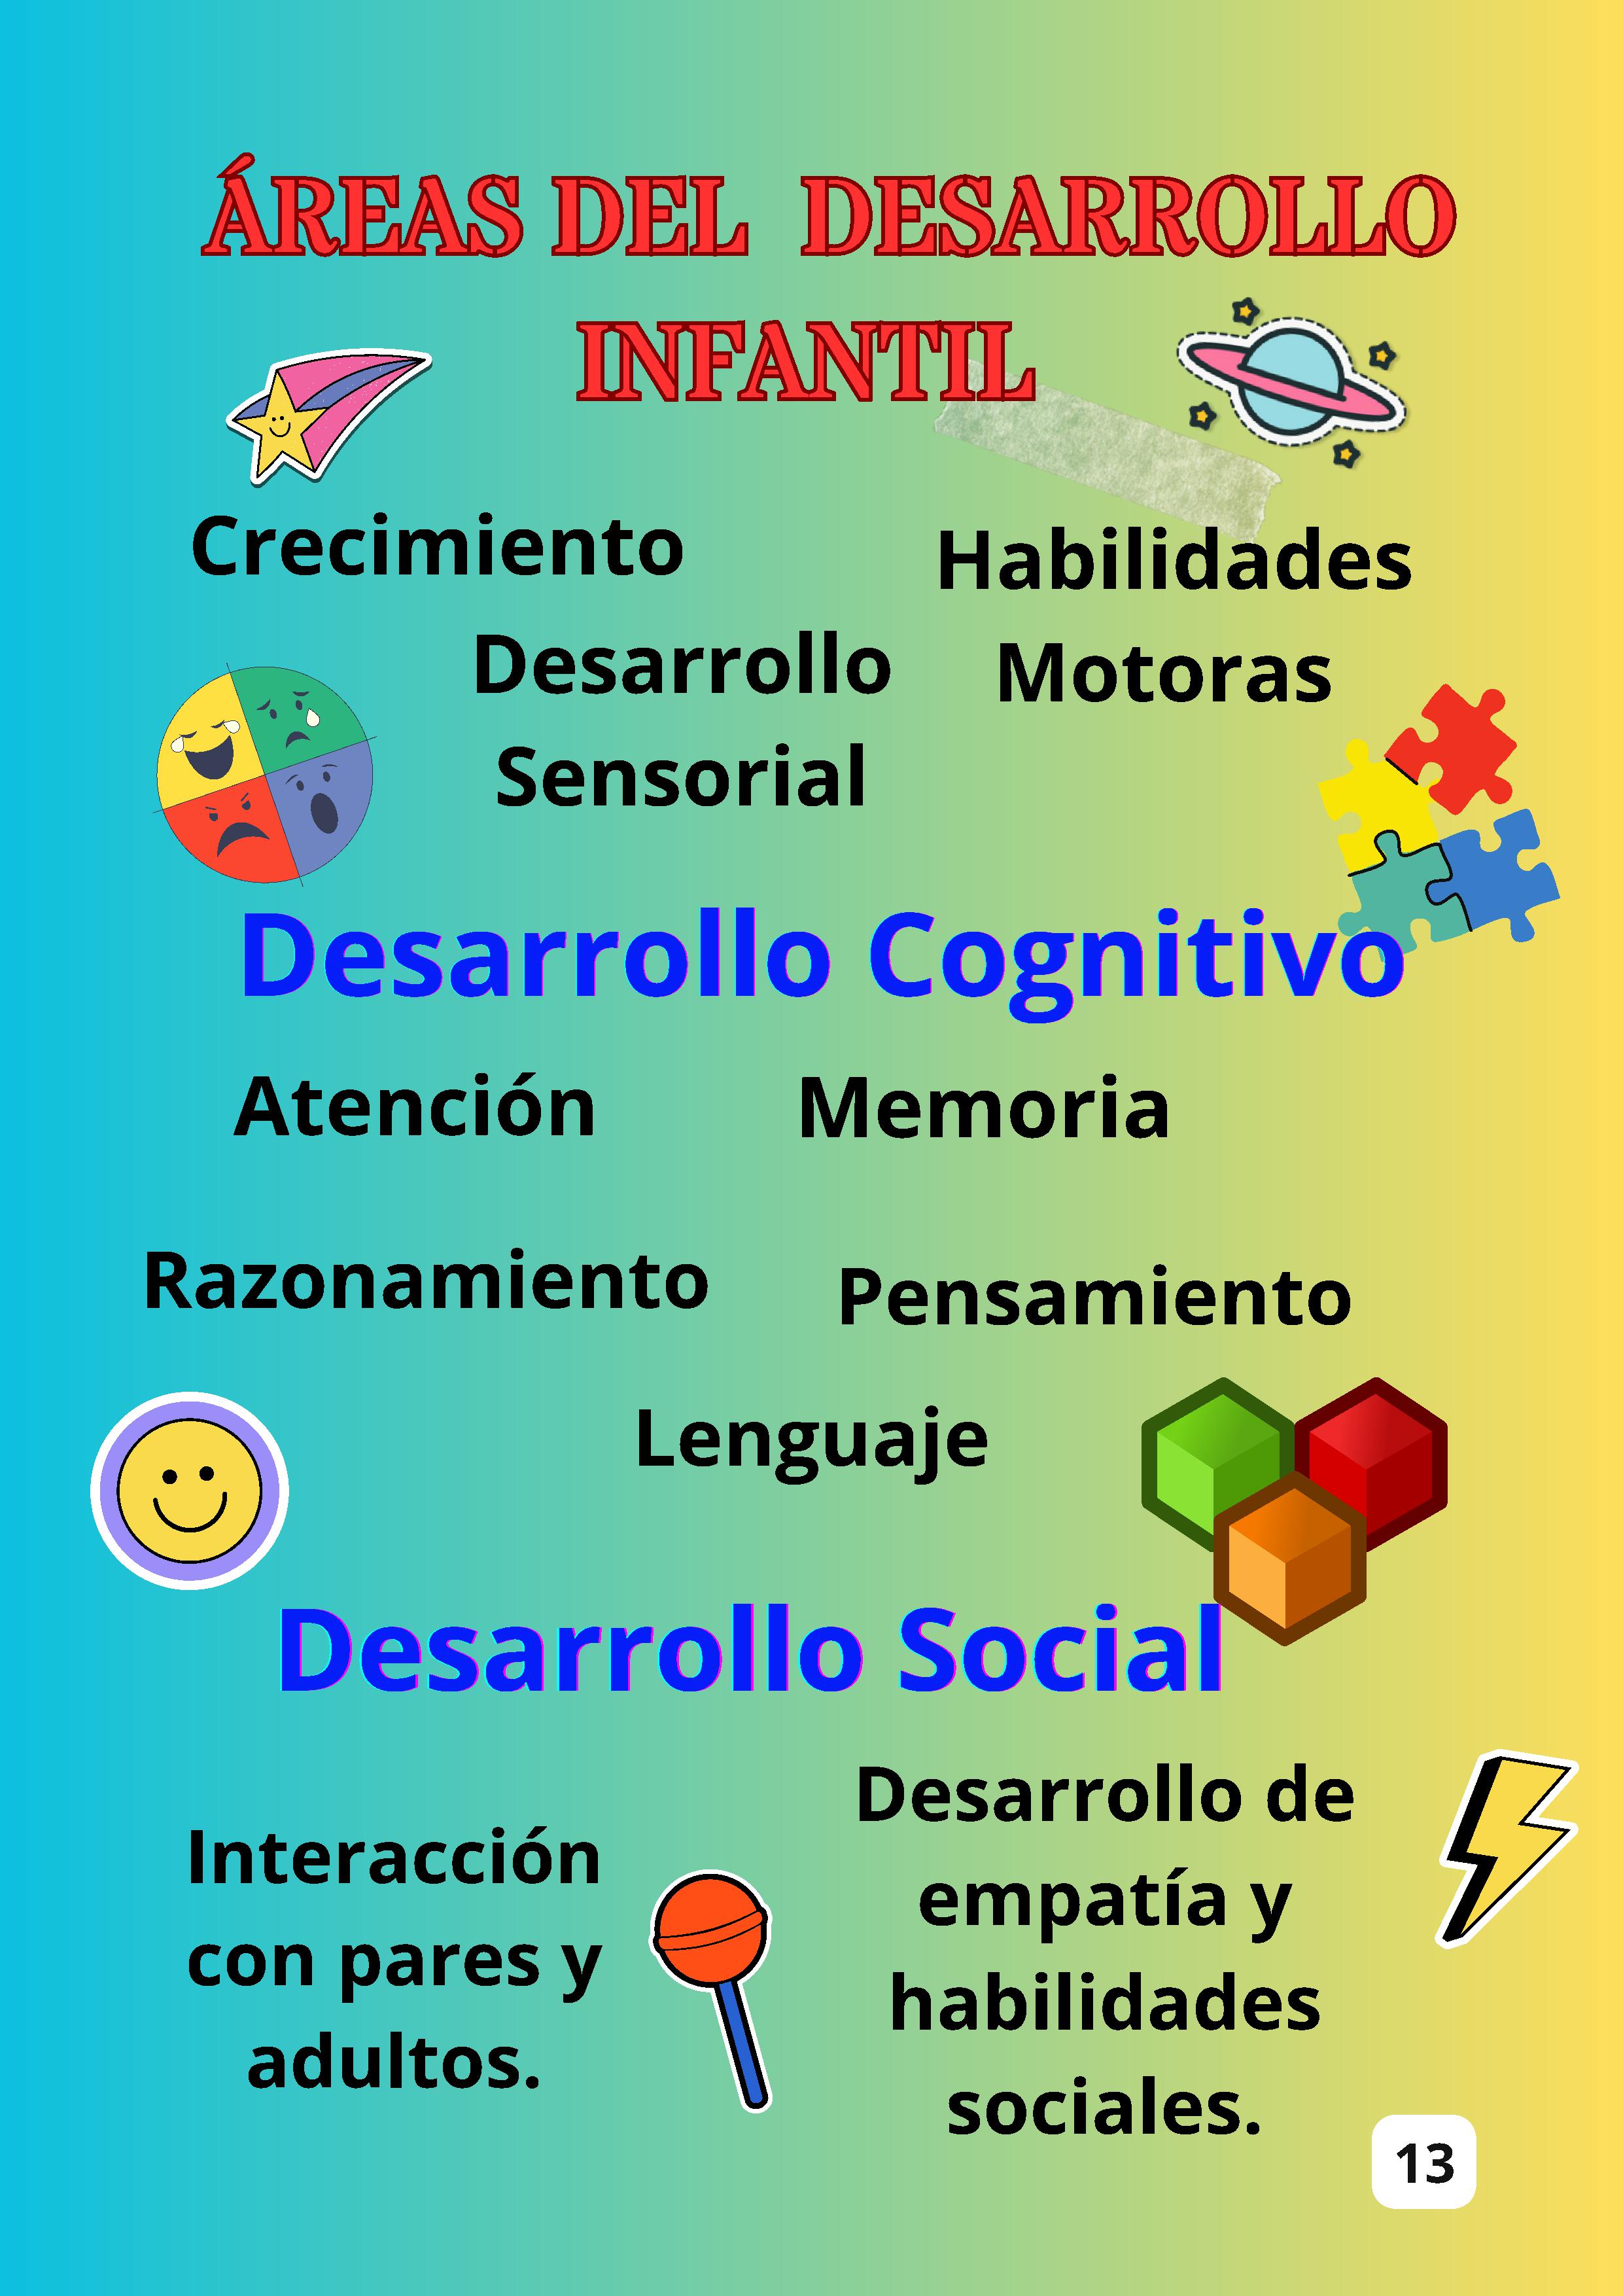 ÁREAS DEL DESARROLLO
INFANTIL
Crecimiento
Habilidades
Motoras
Desarrollo
Sensorial
Desarrollo Cognitivo
Atención
Memoria
Razonamiento
Pensamiento
Lenguaje
Desarrollo Social
Interacción
con pares y
adultos.
Desarrollo de
empatía y
habilidades
sociales.
13